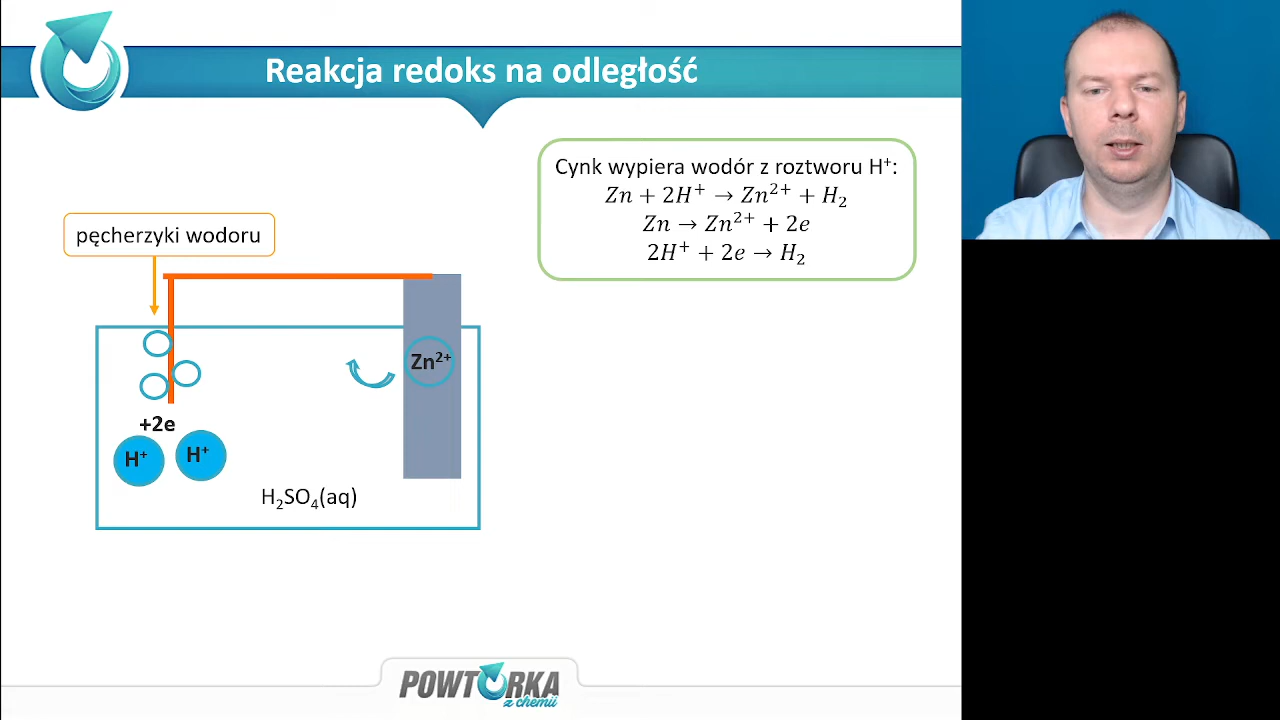 Reakcja redoks na odległość
Cynk wypiera wodór z roztworu H⁺:
Zn + 2H⁺ → Zn²⁺ + H₂
Zn → Zn²⁺ + 2e
2H⁺ + 2e → H₂
pęcherzyki wodoru
Zn²⁺
+2e
H⁺ H⁺
H₂SO₄(aq)
POWTÓRKA
z chemii